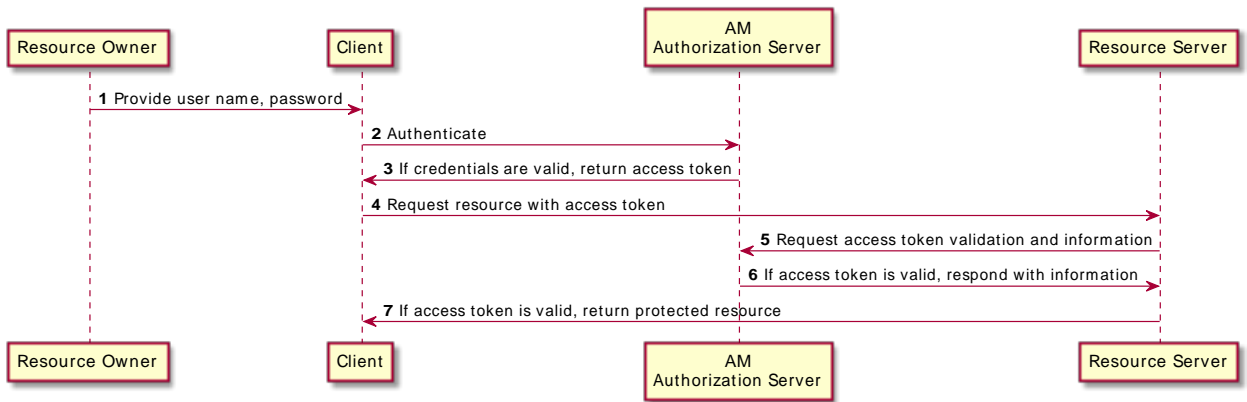 Resource Owner
Client
AM
Authorization Server
Resource Server
1 Provide user name, password
2 Authenticate
3 If credentials are valid, return access token
4 Request resource with access token
5 Request access token validation and information
6 If access token is valid, respond with information
7 If access token is valid, return protected resource
Resource Owner
Client
AM
Authorization Server
Resource Server